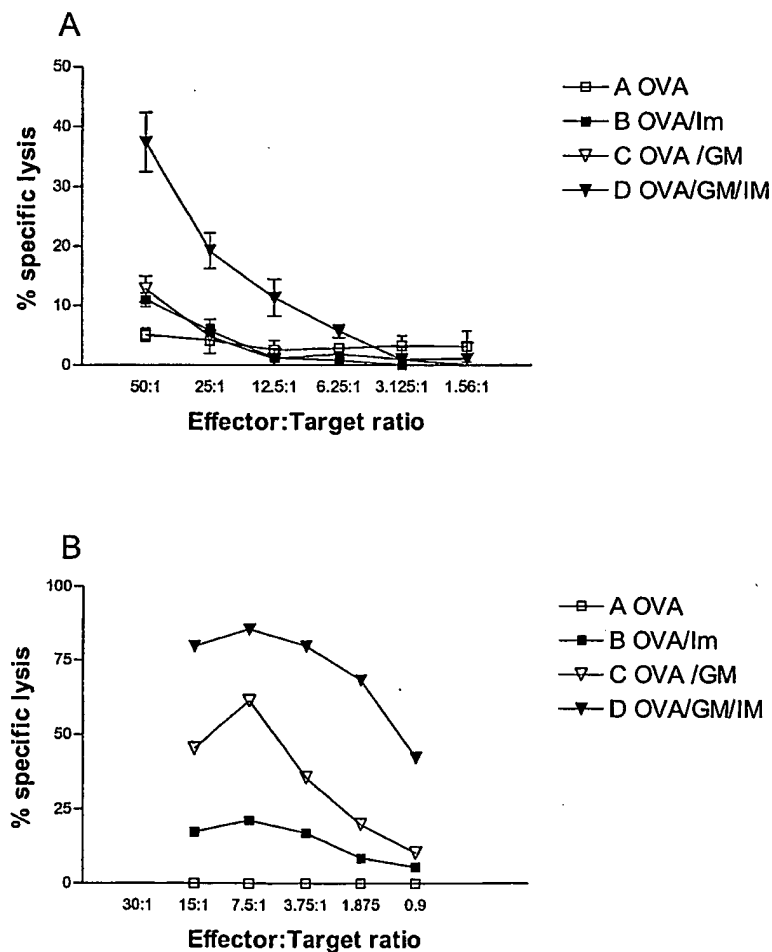 A
50
40
30
20
10
0
% specific lysis
50:1 25:1 12.5:1 6.25:1 3.125:1 1.56:1
Effector:Target ratio
A OVA
B OVA/Im
C OVA /GM
D OVA/GM/IM
B
100
75
50
25
0
% specific lysis
30:1 15:1 7.5:1 3.75:1 1.875 0.9
Effector:Target ratio
A OVA
B OVA/Im
C OVA /GM
D OVA/GM/IM